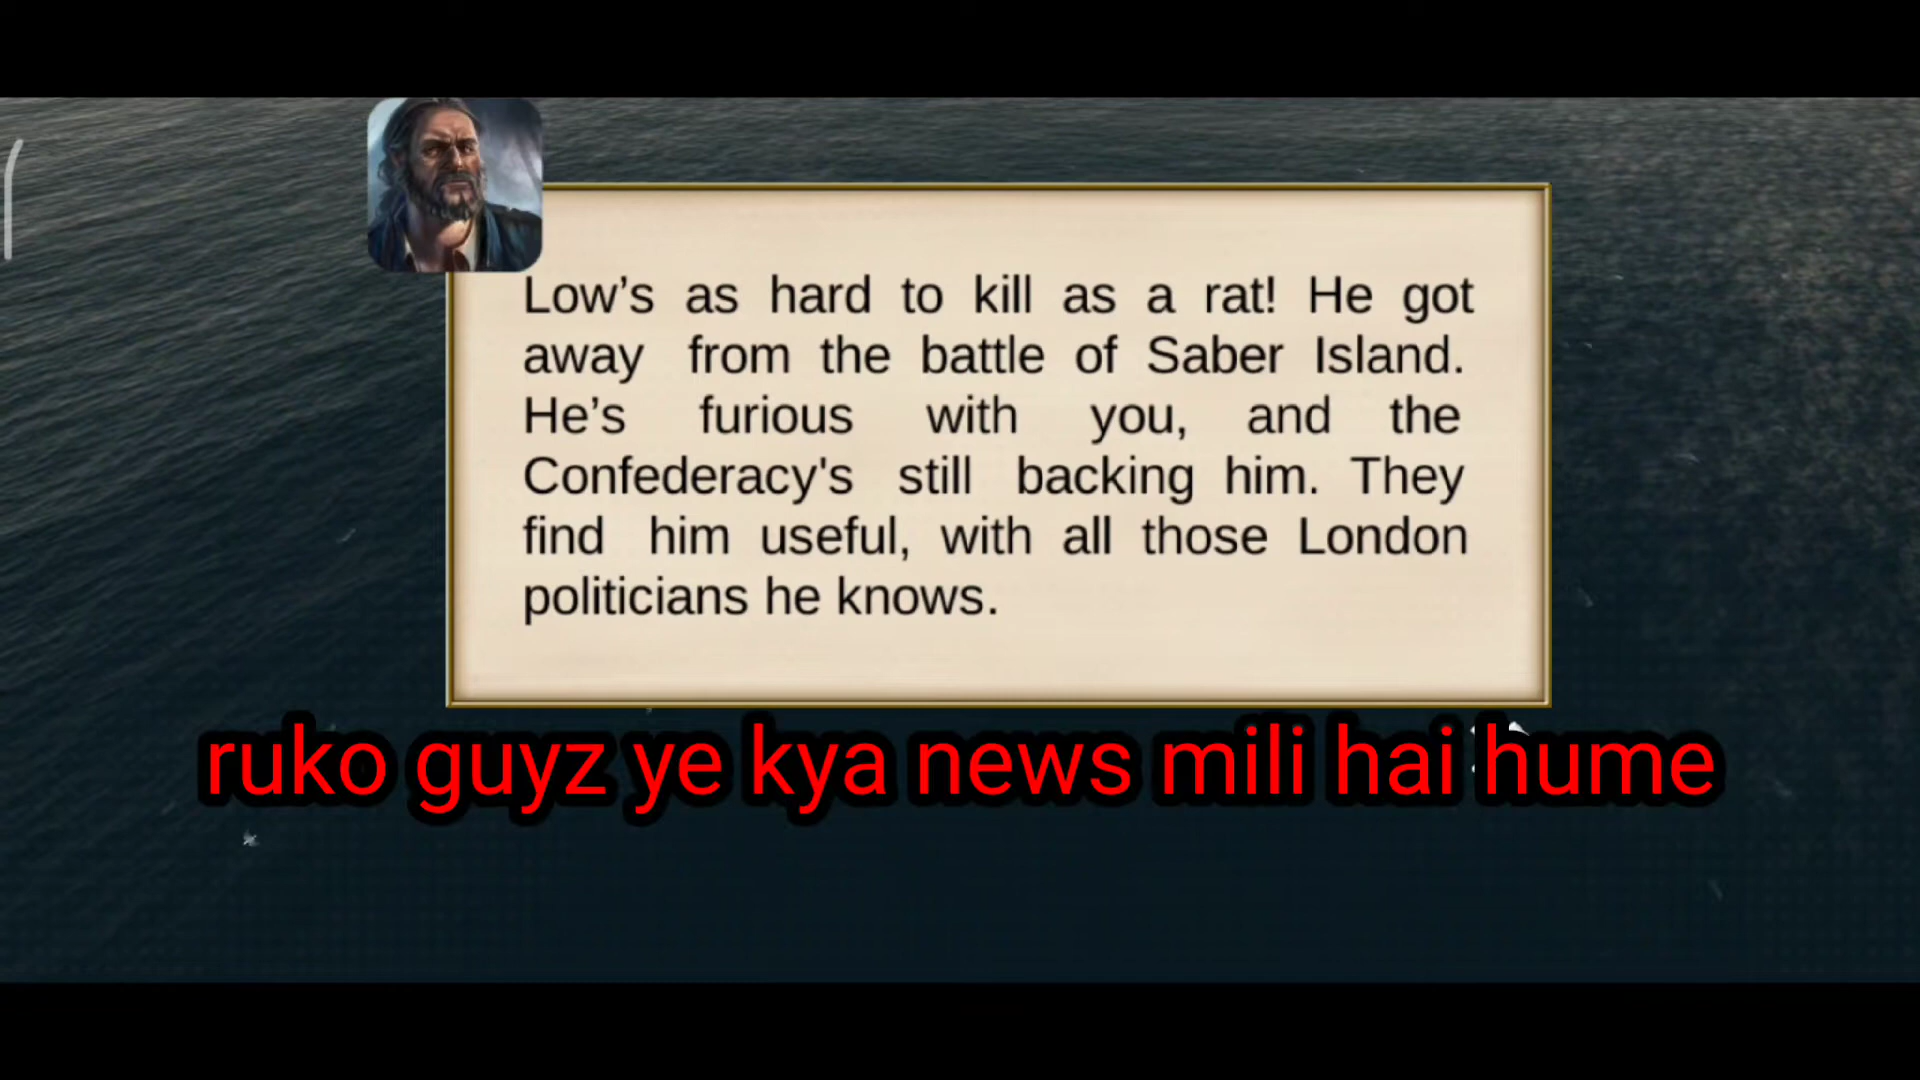 Low’s as hard to kill as a rat! He got
away from the battle of Saber Island.
He’s furious with you, and the
Confederacy's still backing him. They
find him useful, with all those London
politicians he knows.
ruko guyz ye kya news mili hai hume